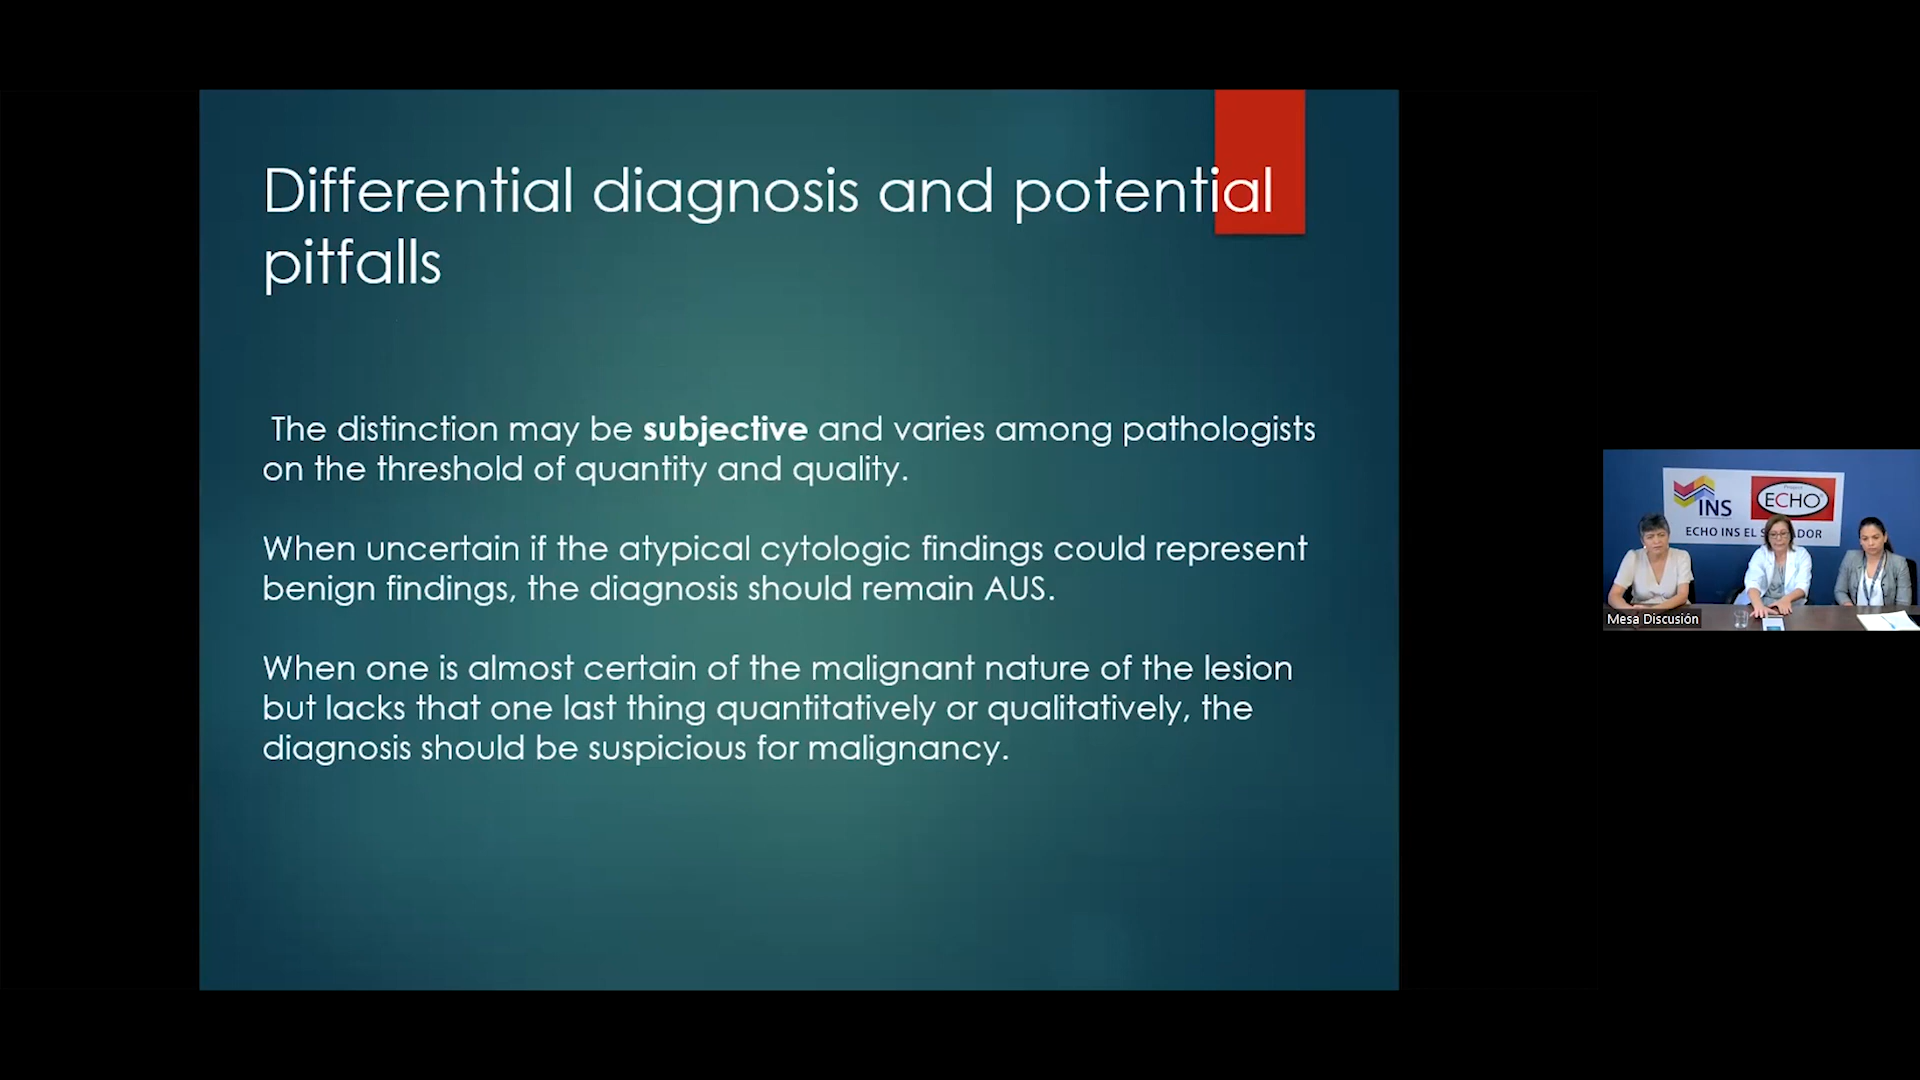 Differential diagnosis and potential
pitfalls
The distinction may be subjective and varies among pathologists
on the threshold of quantity and quality.
When uncertain if the atypical cytologic findings could represent
benign findings, the diagnosis should remain AUS.
When one is almost certain of the malignant nature of the lesion
but lacks that one last thing quantitatively or qualitatively, the
diagnosis should be suspicious for malignancy.
INS
Project
ECHO®
ECHO INS EL S ADOR
Mesa Discusión